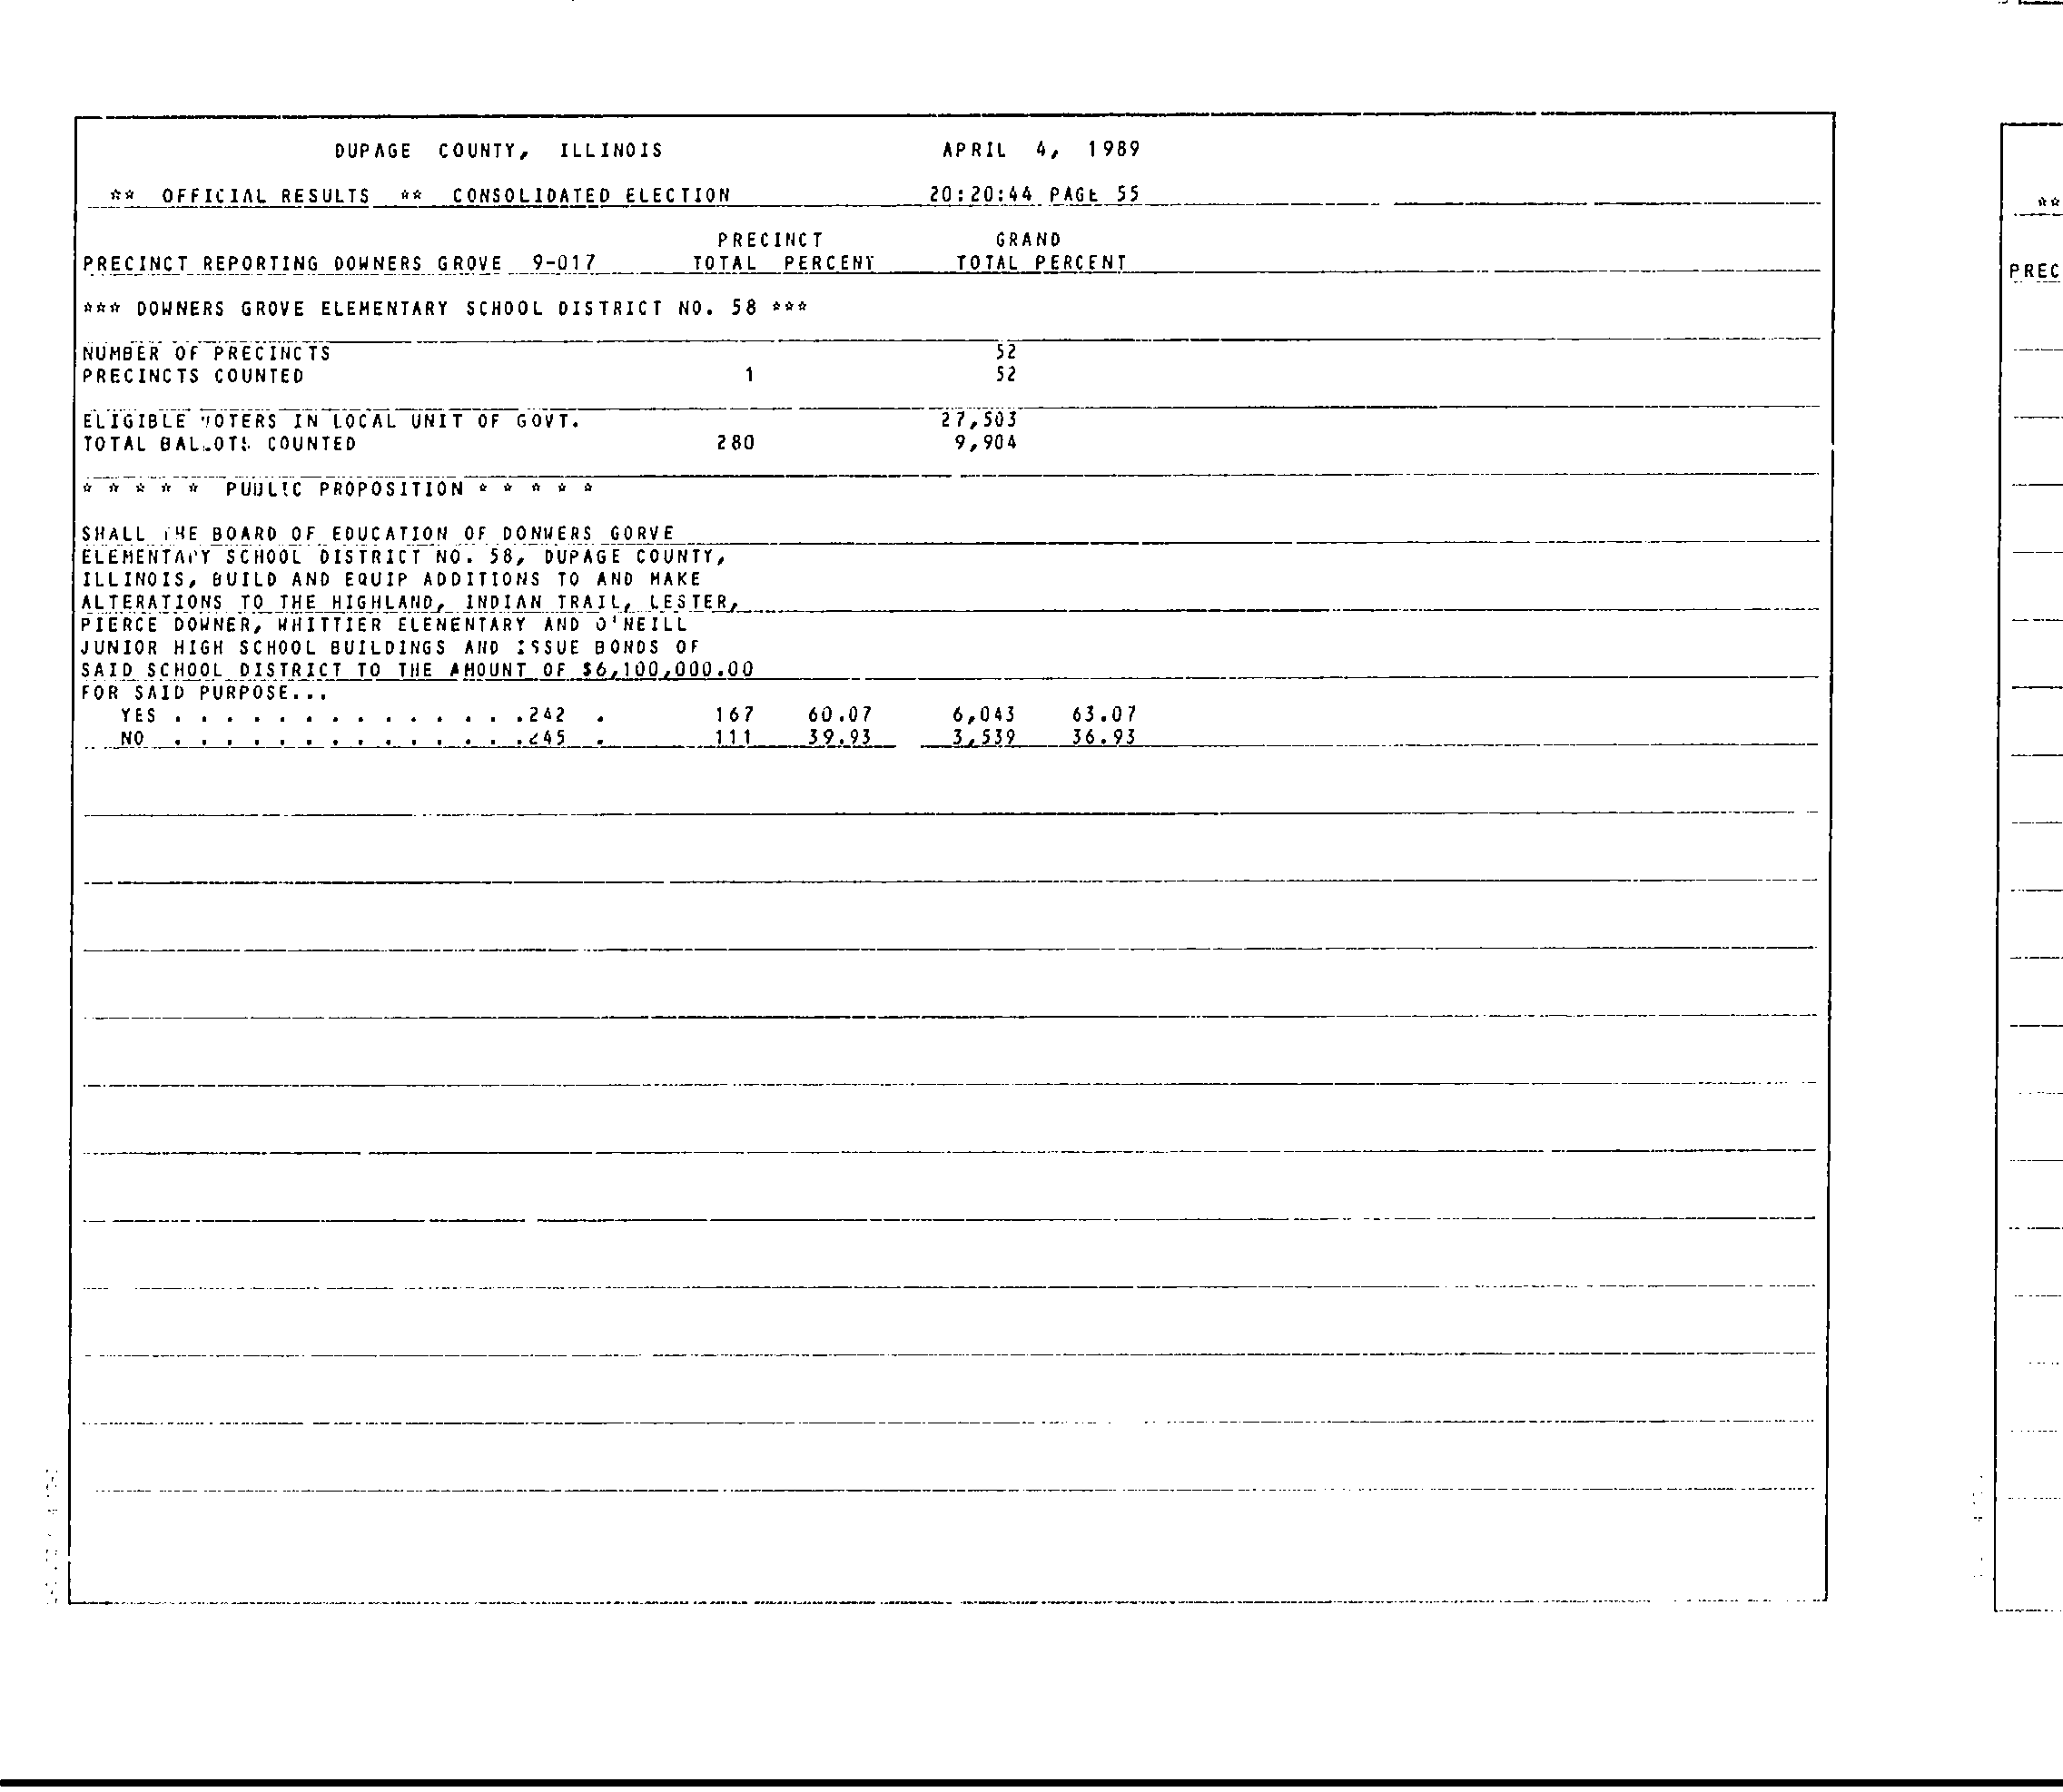 DUPAGE COUNTY, ILLINOIS APRIL 4, 1989
** OFFICIAL RESULTS ** CONSOLIDATED ELECTION 20:20:44 PAGE 55
PRECINCT GRAND
PRECINCT REPORTING DOWNERS GROVE 9-017 TOTAL PERCENT TOTAL PERCENT
*** DOWNERS GROVE ELEMENTARY SCHOOL DISTRICT NO. 58 ***
NUMBER OF PRECINCTS 52
PRECINCTS COUNTED 1 52
ELIGIBLE VOTERS IN LOCAL UNIT OF GOVT. 27,503
TOTAL BALLOTS COUNTED 280 9,904
* * * * * PUBLIC PROPOSITION * * * * *
SHALL THE BOARD OF EDUCATION OF DONWERS GORVE
ELEMENTARY SCHOOL DISTRICT NO. 58, DUPAGE COUNTY,
ILLINOIS, BUILD AND EQUIP ADDITIONS TO AND MAKE
ALTERATIONS TO THE HIGHLAND, INDIAN TRAIL, LESTER,
PIERCE DOWNER, WHITTIER ELENENTARY AND O'NEILL
JUNIOR HIGH SCHOOL BUILDINGS AND ISSUE BONDS OF
SAID SCHOOL DISTRICT TO THE AMOUNT OF $6,100,000.00
FOR SAID PURPOSE...
YES . . . . . . . . . . . . . .242 . 167 60.07 6,043 63.07
NO . . . . . . . . . . . . . .245 . 111 39.93 3,539 36.93
**
PREC